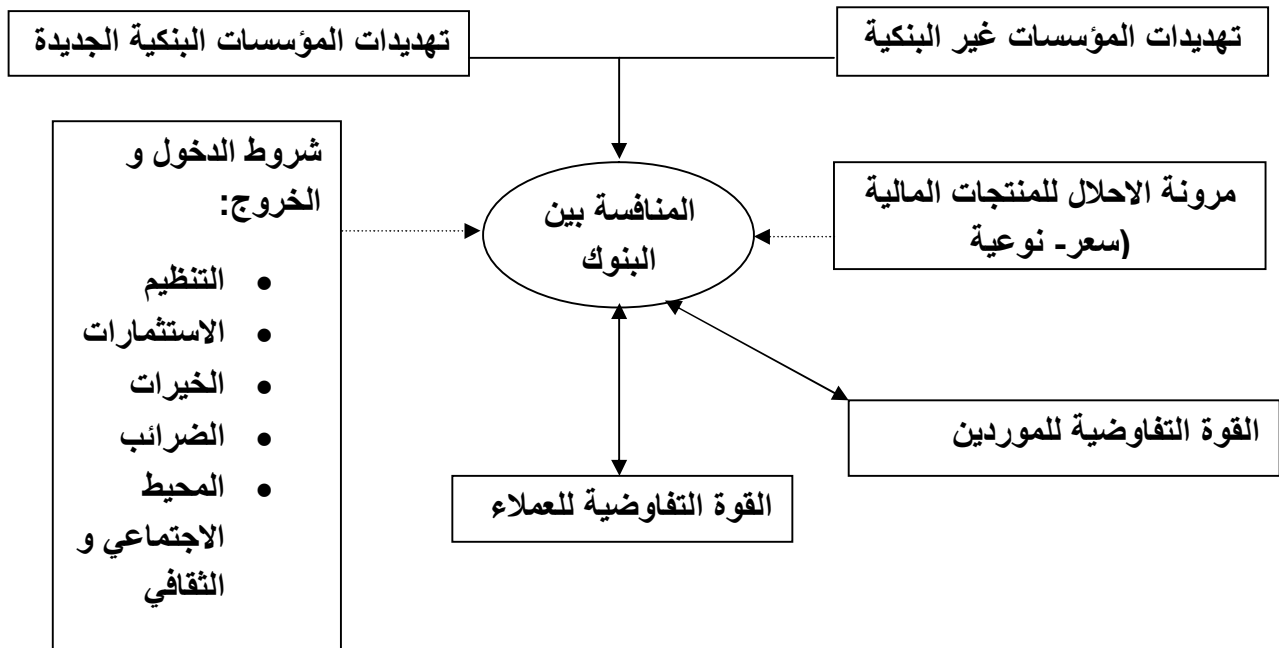 تهديدات المؤسسات غير البنكية
تهديدات المؤسسات البنكية الجديدة
شروط الدخول و
الخروج:
• التنظيم
• الاستثمارات
• الخيرات
• الضرائب
• المحيط
الاجتماعي و
الثقافي
المنافسة بين
البنوك
مرونة الاحلال للمنتجات المالية
(سعر- نوعية
القوة التفاوضية للموردين
القوة التفاوضية للعملاء